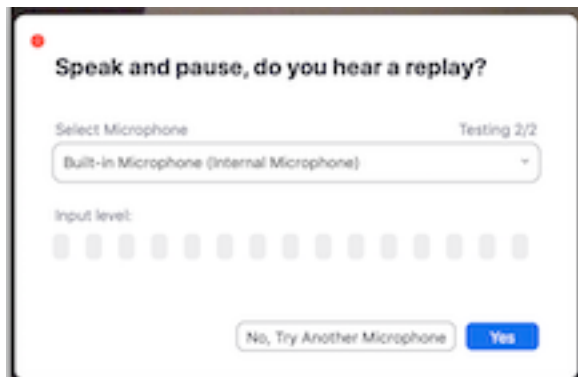 Speak and pause, do you hear a replay?
Select Microphone Testing 2/2
Built-in Microphone (Internal Microphone)
Input level:
No, Try Another Microphone Yes